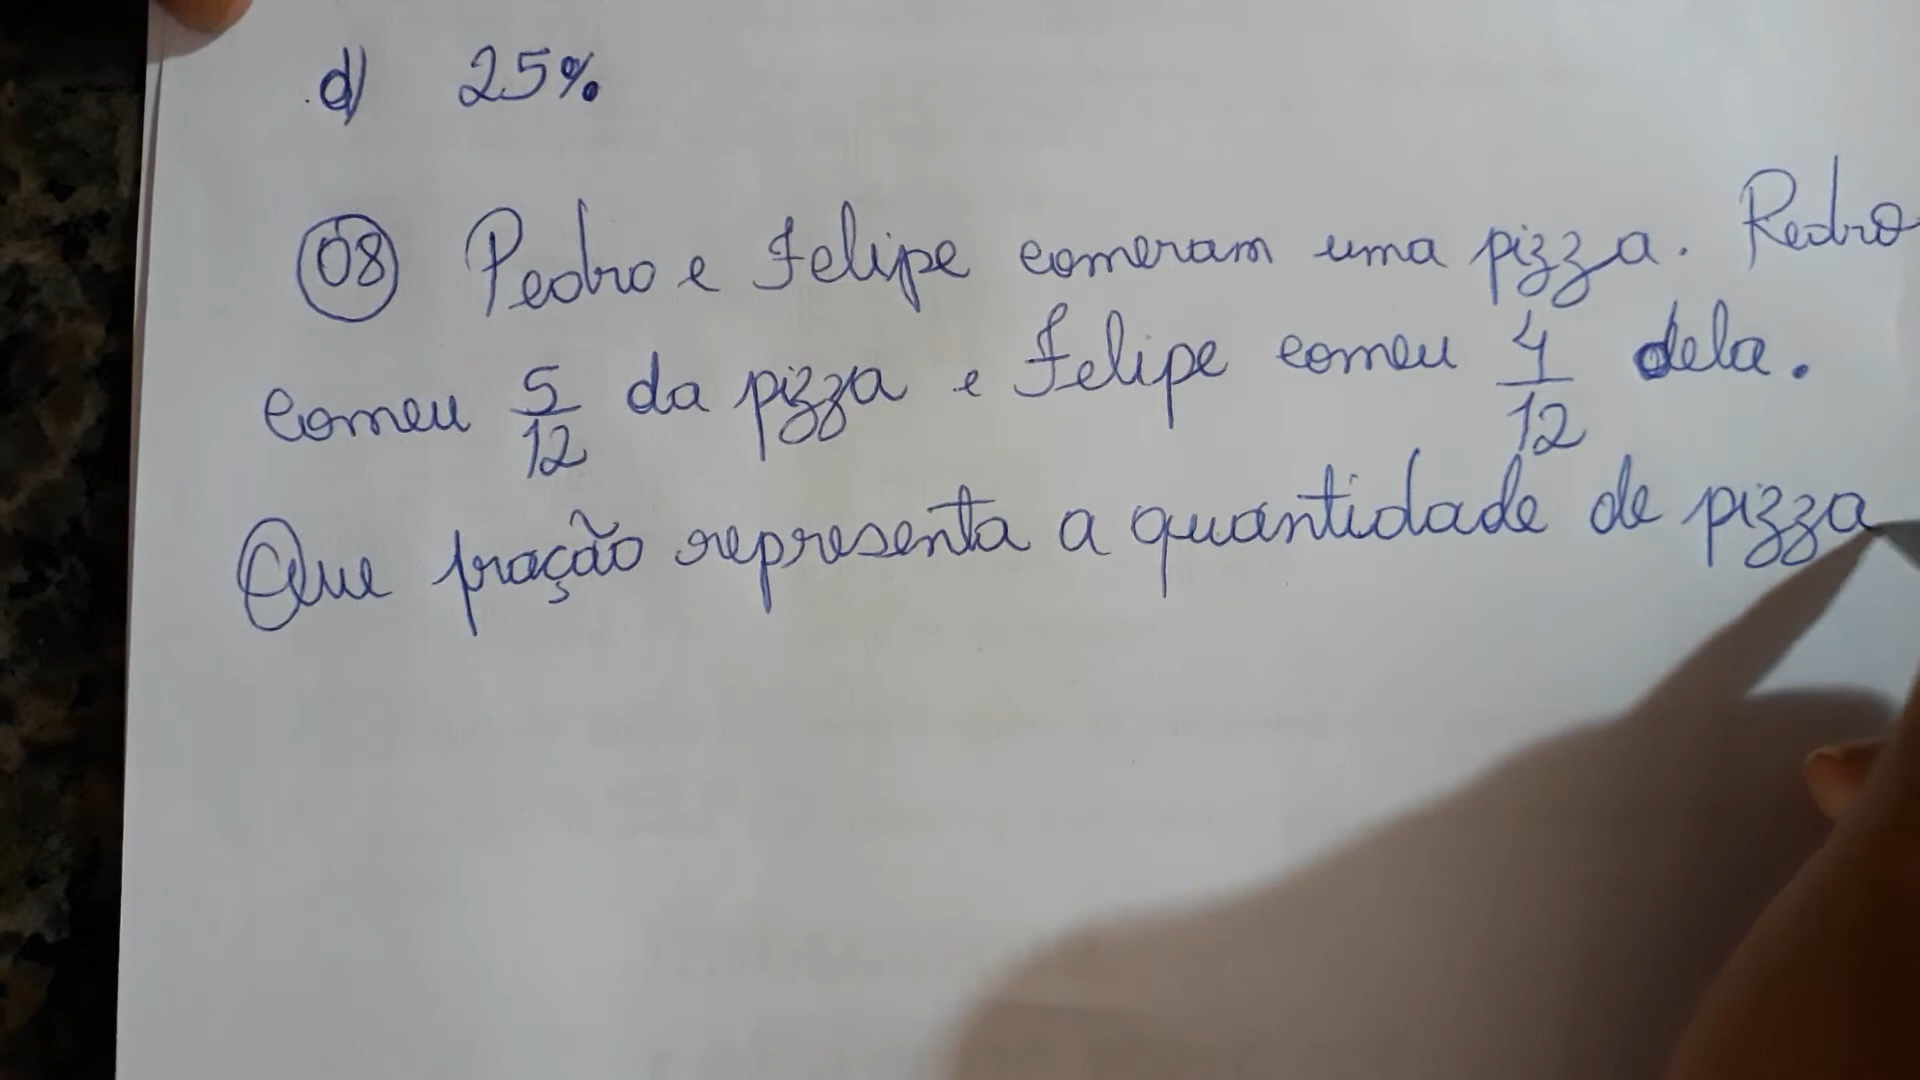 d) 25%
08 Pedro e Felipe comeram uma pizza. Pedro
comeu 5/12 da pizza e Felipe comeu 4/12 dela.
Que fração representa a quantidade de pizza